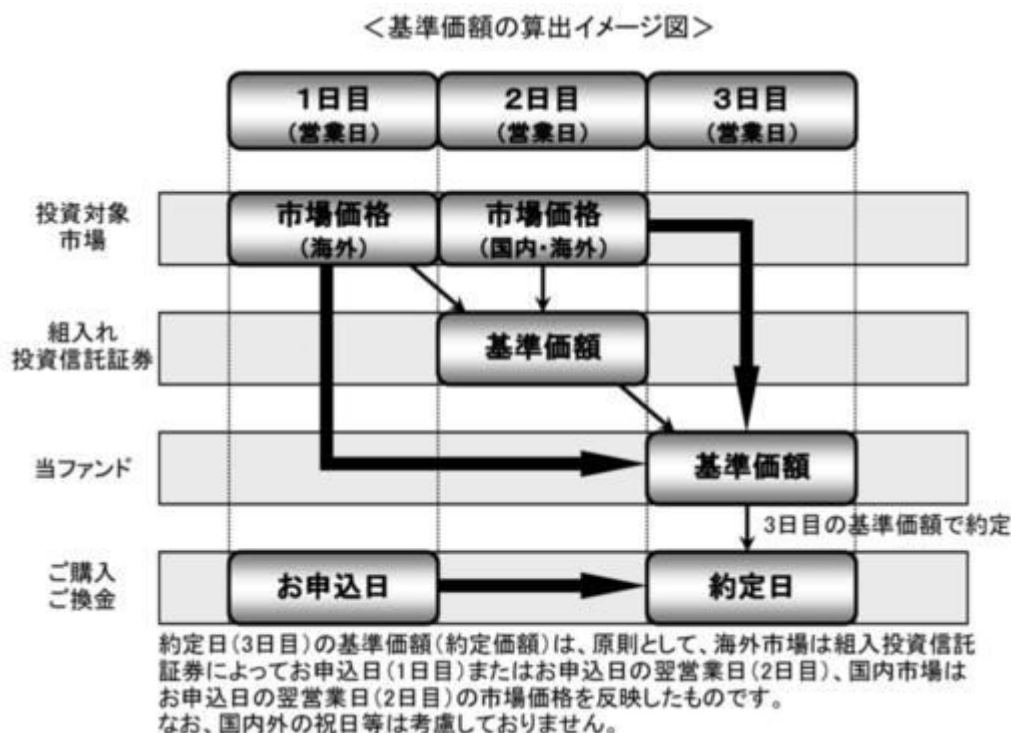 ＜基準価額の算出イメージ図＞
1日目
（営業日）
2日目
（営業日）
3日目
（営業日）
投資対象
市場
市場価格
（海外）
市場価格
（国内・海外）
組入れ
投資信託証券
基準価額
当ファンド
基準価額
3日目の基準価額で約定
ご購入
ご換金
お申込日
約定日
約定日（3日目）の基準価額（約定価額）は、原則として、海外市場は組入投資信託
証券によってお申込日（1日目）またはお申込日の翌営業日（2日目）、国内市場は
お申込日の翌営業日（2日目）の市場価格を反映したものです。
なお、国内外の祝日等は考慮しておりません。